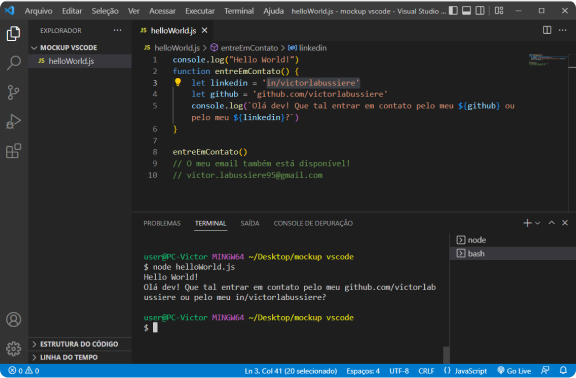 Arquivo Editar Seleção Ver Acessar Executar Terminal Ajuda helloWorld.js - mockup vscode - Visual Studio ...
EXPLORADOR ...
MOCKUP VSCODE
helloWorld.js
helloWorld.js
helloWorld.js > entreEmContato > linkedin
1 console.log("Hello World!")
2 function entreEmContato() {
3 let linkedin = 'in/victorlabussiere'
4 let github = 'github.com/victorlabussiere'
5 console.log(`Olá dev! Que tal entrar em contato pelo meu ${github} ou
pelo meu ${linkedin}?`)
6 }
7
8 entreEmContato()
9 // O meu email também está disponível!
10 // victor.labussiere95@gmail.com
PROBLEMAS TERMINAL SAÍDA CONSOLE DE DEPURAÇÃO
user@PC-Victor MINGW64 ~/Desktop/mockup vscode
$ node helloWorld.js
Hello World!
Olá dev! Que tal entrar em contato pelo meu github.com/victorlab
ussiere ou pelo meu in/victorlabussiere?
user@PC-Victor MINGW64 ~/Desktop/mockup vscode
$
node
bash
ESTRUTURA DO CÓDIGO
LINHA DO TEMPO
0 0 Ln 3, Col 41 (20 selecionado) Espaços: 4 UTF-8 CRLF {} JavaScript Go Live